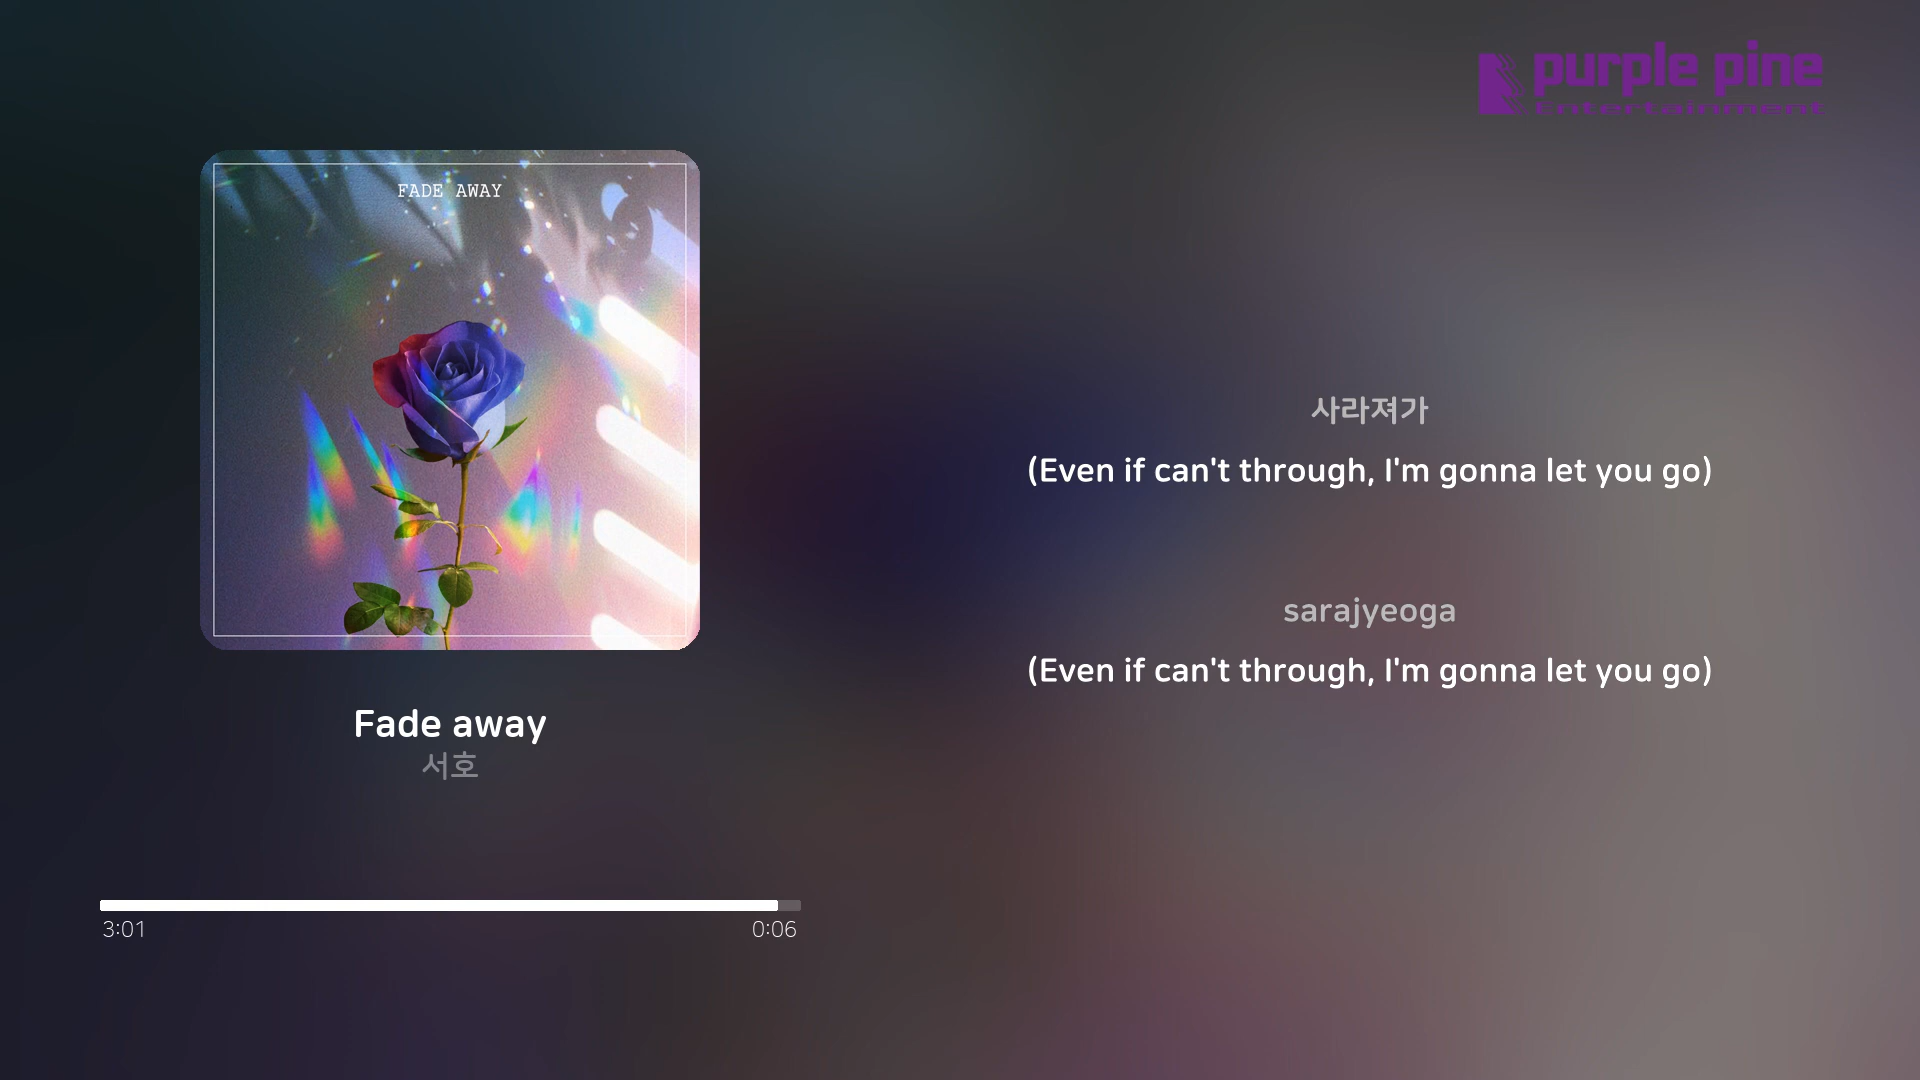 purple pine
Entertainment
FADE AWAY
Fade away
서호
3:01
0:06
사라져가
(Even if can't through, I'm gonna let you go)
sarajyeoga
(Even if can't through, I'm gonna let you go)